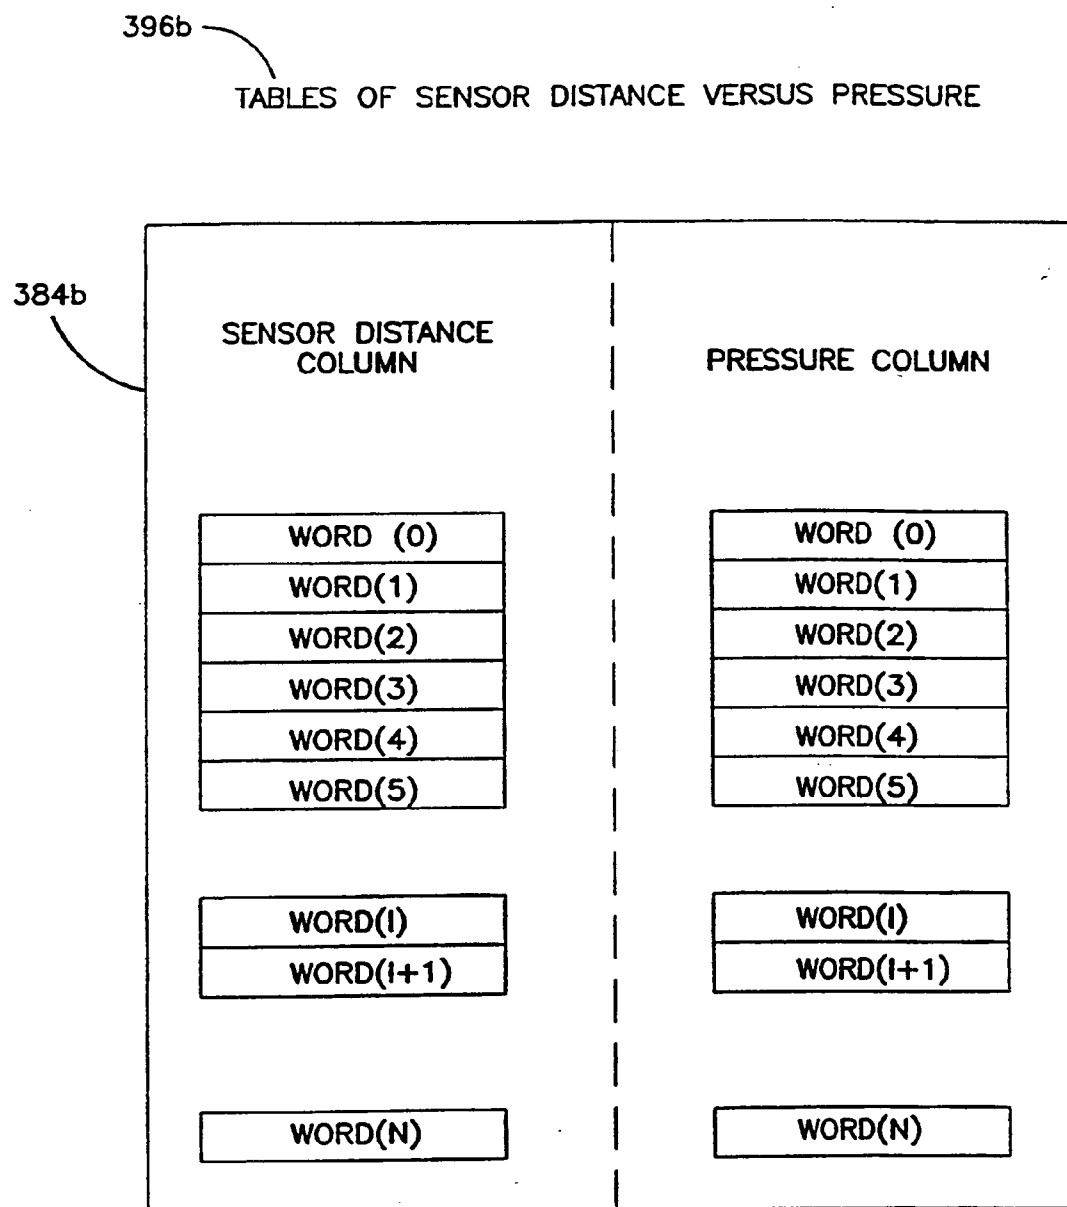 396b
TABLES OF SENSOR DISTANCE VERSUS PRESSURE
384b
SENSOR DISTANCE
COLUMN
WORD (0)
WORD(1)
WORD(2)
WORD(3)
WORD(4)
WORD(5)
WORD(I)
WORD(I+1)
WORD(N)
PRESSURE COLUMN
WORD (0)
WORD(1)
WORD(2)
WORD(3)
WORD(4)
WORD(5)
WORD(I)
WORD(I+1)
WORD(N)